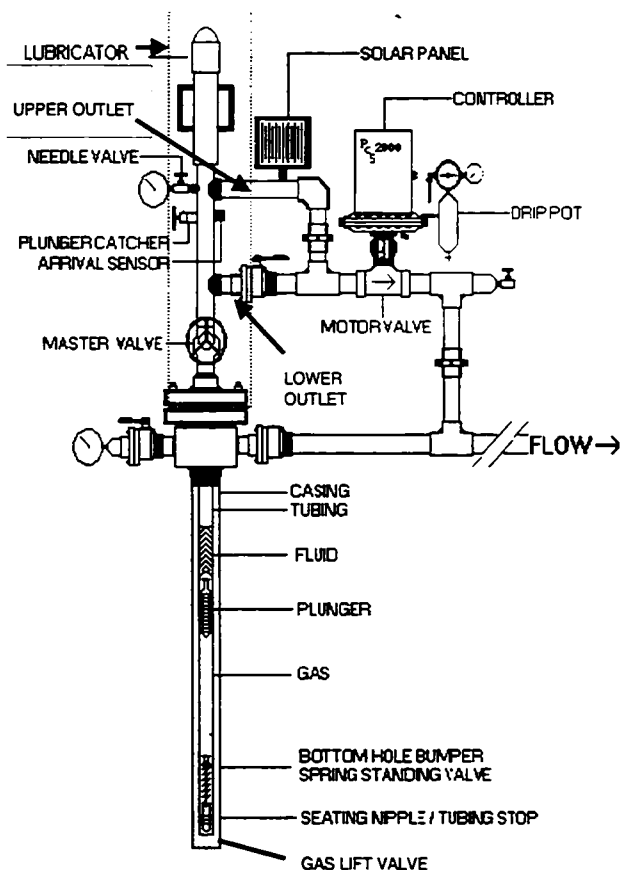 LUBRICATOR
SOLAR PANEL
CONTROLLER
UPPER OUTLET
NEEDLE VALVE
PCS 2000
DRIP POT
PLUNGER CATCHER
ARRIVAL SENSOR
MOTOR VALVE
MASTER VALVE
LOWER
OUTLET
FLOW
CASING
TUBING
FLUID
PLUNGER
GAS
BOTTOM HOLE BUMPER
SPRING STANDING VALVE
SEATING NIPPLE / TUBING STOP
GAS LIFT VALVE